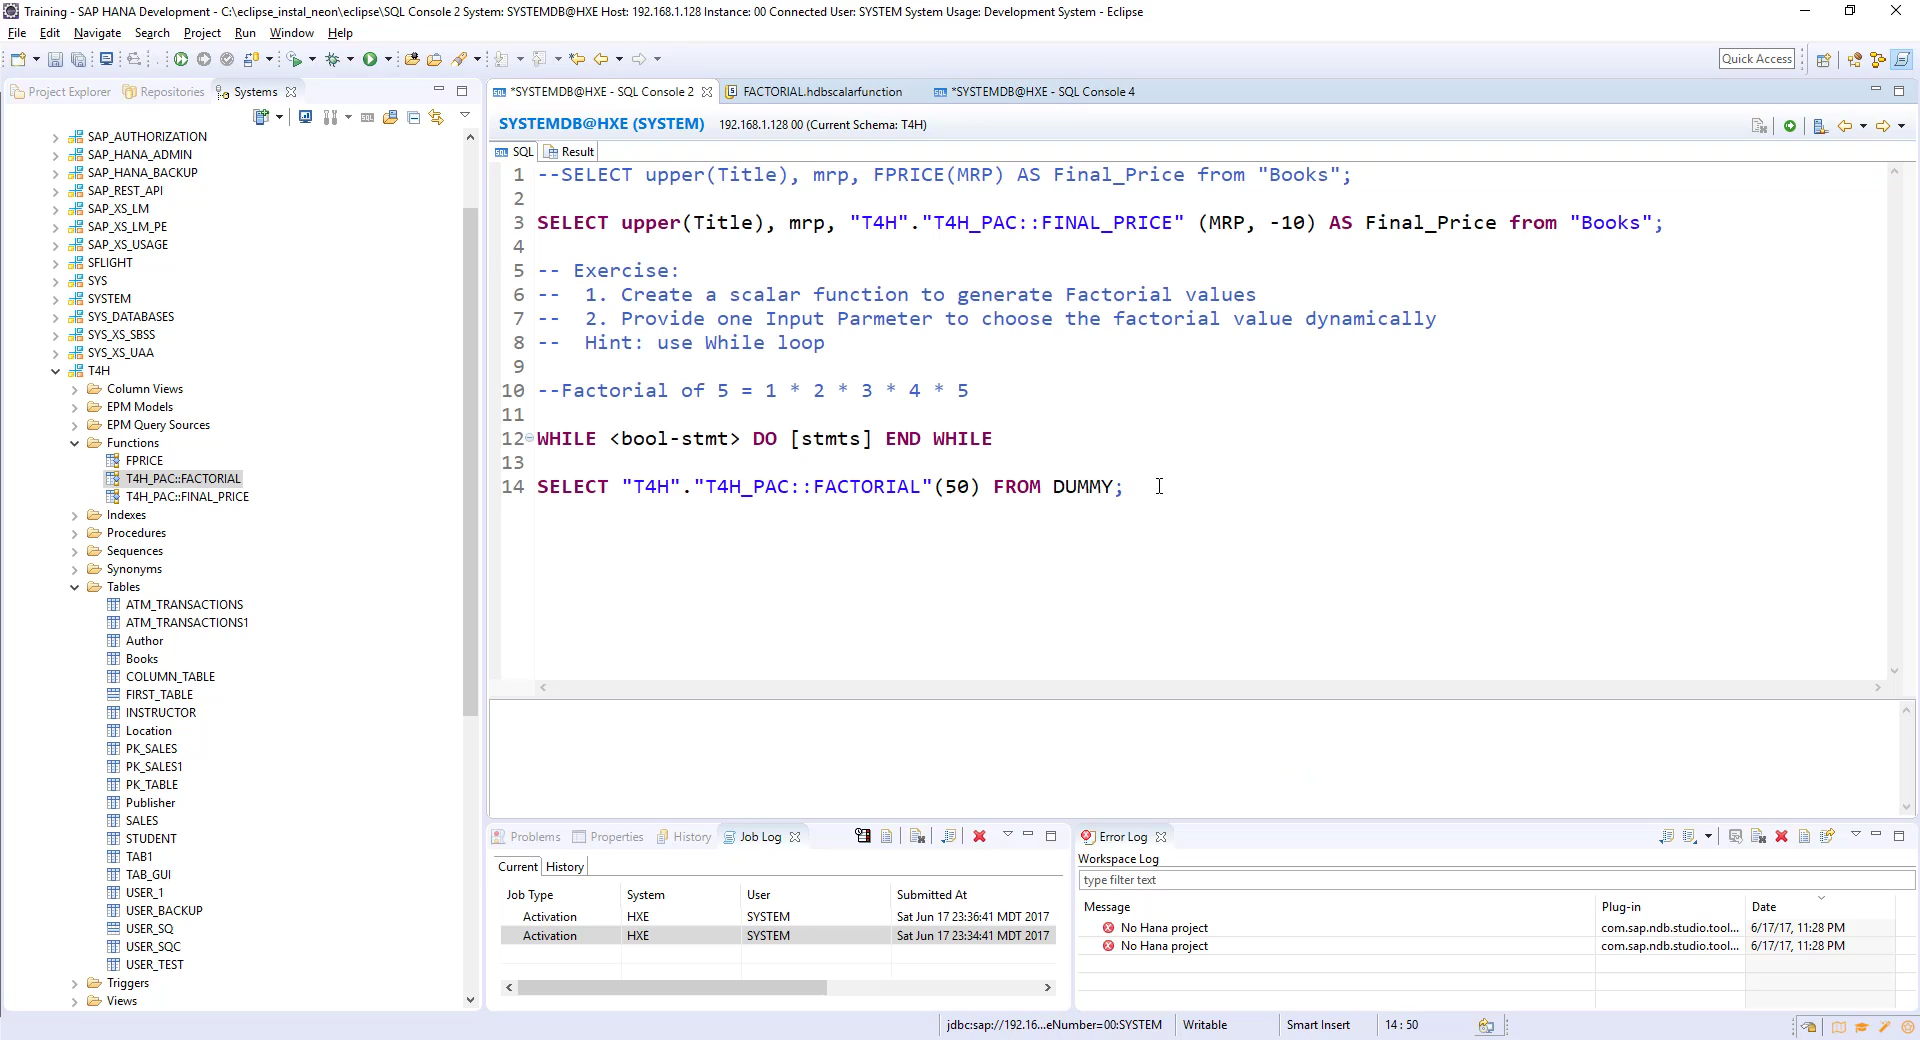 Training - SAP HANA Development - C:\eclipse_instal_neon\eclipse\SQL Console 2 System: SYSTEMDB@HXE Host: 192.168.1.128 Instance: 00 Connected User: SYSTEM System Usage: Development System - Eclipse
File Edit Navigate Search Project Run Window Help
Quick Access
Project Explorer Repositories Systems
SAP_AUTHORIZATION
SAP_HANA_ADMIN
SAP_HANA_BACKUP
SAP_REST_API
SAP_XS_LM
SAP_XS_LM_PE
SAP_XS_USAGE
SFLIGHT
SYS
SYSTEM
SYS_DATABASES
SYS_XS_SBSS
SYS_XS_UAA
T4H
Column Views
EPM Models
EPM Query Sources
Functions
FPRICE
T4H_PAC::FACTORIAL
T4H_PAC::FINAL_PRICE
Indexes
Procedures
Sequences
Synonyms
Tables
ATM_TRANSACTIONS
ATM_TRANSACTIONS1
Author
Books
COLUMN_TABLE
FIRST_TABLE
INSTRUCTOR
Location
PK_SALES
PK_SALES1
PK_TABLE
Publisher
SALES
STUDENT
TAB1
TAB_GUI
USER_1
USER_BACKUP
USER_SQ
USER_SQC
USER_TEST
Triggers
Views
*SYSTEMDB@HXE - SQL Console 2 FACTORIAL.hdbscalarfunction *SYSTEMDB@HXE - SQL Console 4
SYSTEMDB@HXE (SYSTEM) 192.168.1.128 00 (Current Schema: T4H)
SQL Result
1 --SELECT upper(Title), mrp, FPRICE(MRP) AS Final_Price from "Books";
2
3 SELECT upper(Title), mrp, "T4H"."T4H_PAC::FINAL_PRICE" (MRP, -10) AS Final_Price from "Books";
4
5 -- Exercise:
6 -- 1. Create a scalar function to generate Factorial values
7 -- 2. Provide one Input Parmeter to choose the factorial value dynamically
8 -- Hint: use While loop
9
10 --Factorial of 5 = 1 * 2 * 3 * 4 * 5
11
12 WHILE <bool-stmt> DO [stmts] END WHILE
13
14 SELECT "T4H"."T4H_PAC::FACTORIAL"(50) FROM DUMMY;
Problems Properties History Job Log
Current History
Job Type System User Submitted At
Activation HXE SYSTEM Sat Jun 17 23:36:41 MDT 2017
Activation HXE SYSTEM Sat Jun 17 23:34:41 MDT 2017
Error Log
Workspace Log
type filter text
Message Plug-in Date
No Hana project com.sap.ndb.studio.tool... 6/17/17, 11:28 PM
No Hana project com.sap.ndb.studio.tool... 6/17/17, 11:28 PM
jdbc:sap://192.16...eNumber=00:SYSTEM Writable Smart Insert 14 : 50